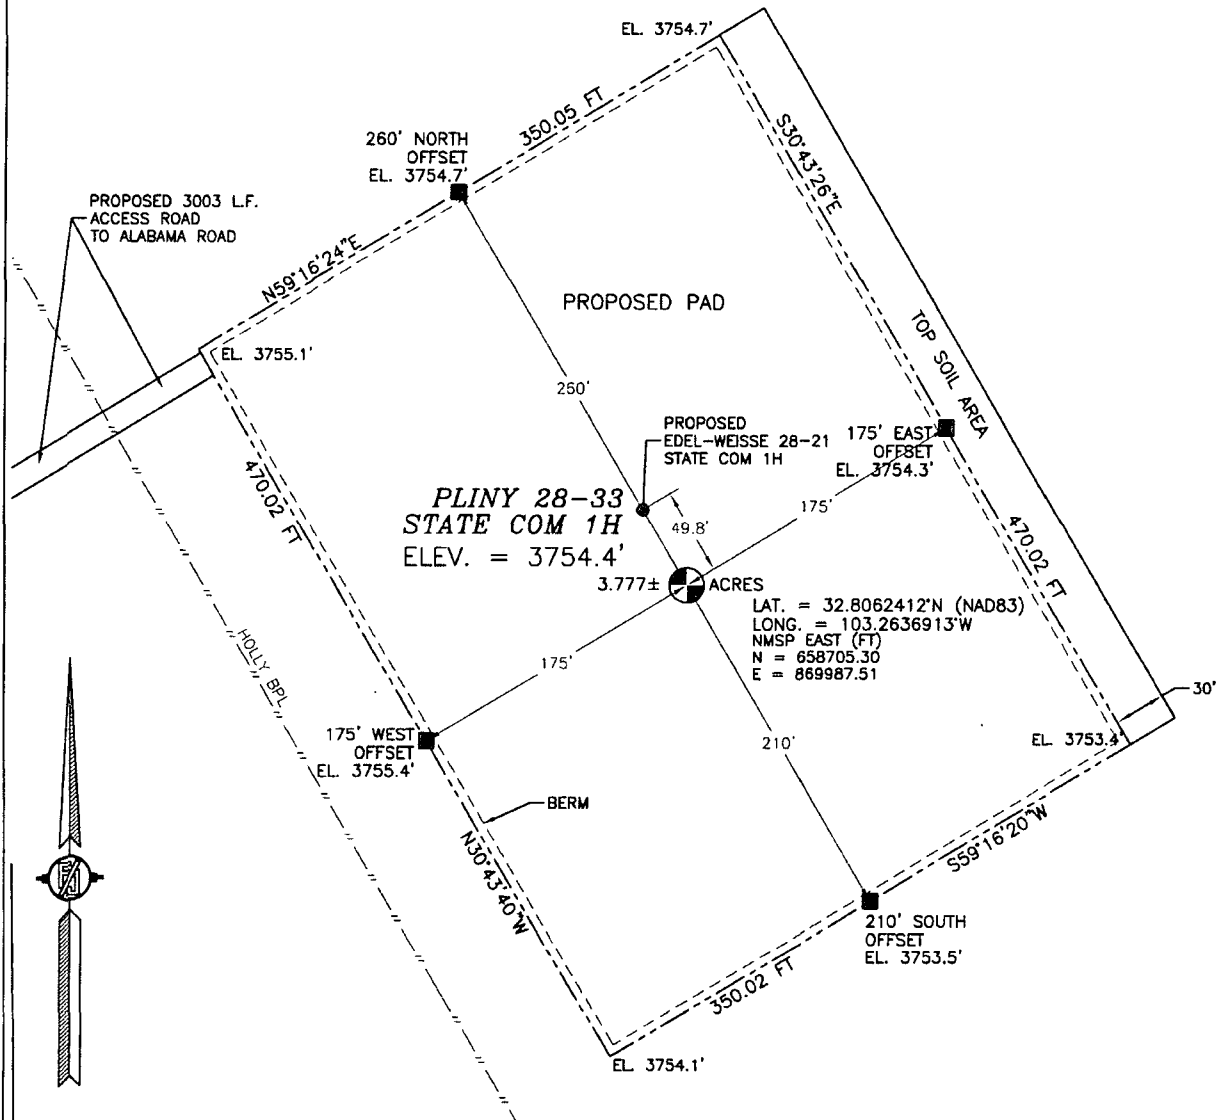 EL. 3754.7'
350.05 FT
260' NORTH
OFFSET
EL. 3754.7'
S30°43'26"E
PROPOSED 3003 L.F.
ACCESS ROAD
TO ALABAMA ROAD
N59°16'24"E
PROPOSED PAD
EL. 3755.1'
TOP SOIL AREA
260'
PROPOSED
EDEL-WEISSE 28-21
STATE COM 1H
175' EAST
OFFSET
EL. 3754.3'
470.02 FT
PLINY 28-33
STATE COM 1H
ELEV. = 3754.4'
49.8'
175'
470.02 FT
3.777± ACRES
LAT. = 32.8062412°N (NAD83)
LONG. = 103.2636913°W
NMSP EAST (FT)
N = 658705.30
E = 869987.51
HOLLY BPL
175'
30'
175' WEST
OFFSET
EL. 3755.4'
210'
EL. 3753.4'
BERM
N30°43'40"W
S59°16'20"W
210' SOUTH
OFFSET
EL. 3753.5'
350.02 FT
EL. 3754.1'